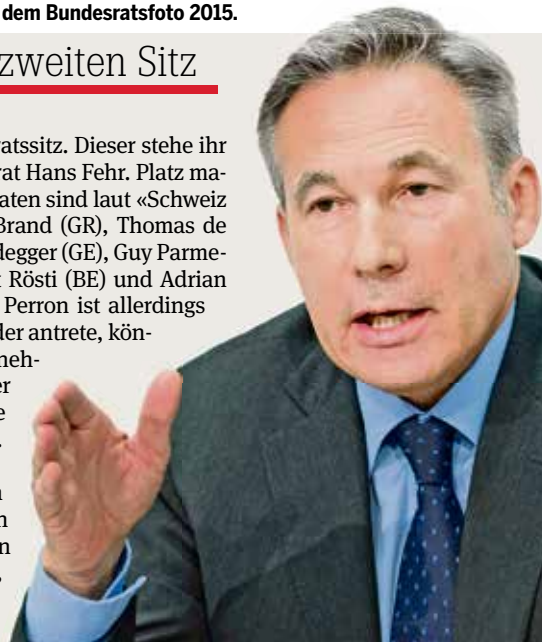 dem Bundesratsfoto 2015.
zweiten Sitz
atssitz. Dieser stehe ihr
rat Hans Fehr. Platz ma-
aten sind laut «Schweiz
Brand (GR), Thomas de
degger (GE), Guy Parme-
Rösti (BE) und Adrian
Perron ist allerdings
der antrete, kön-
neh-
er
e
n
n
n